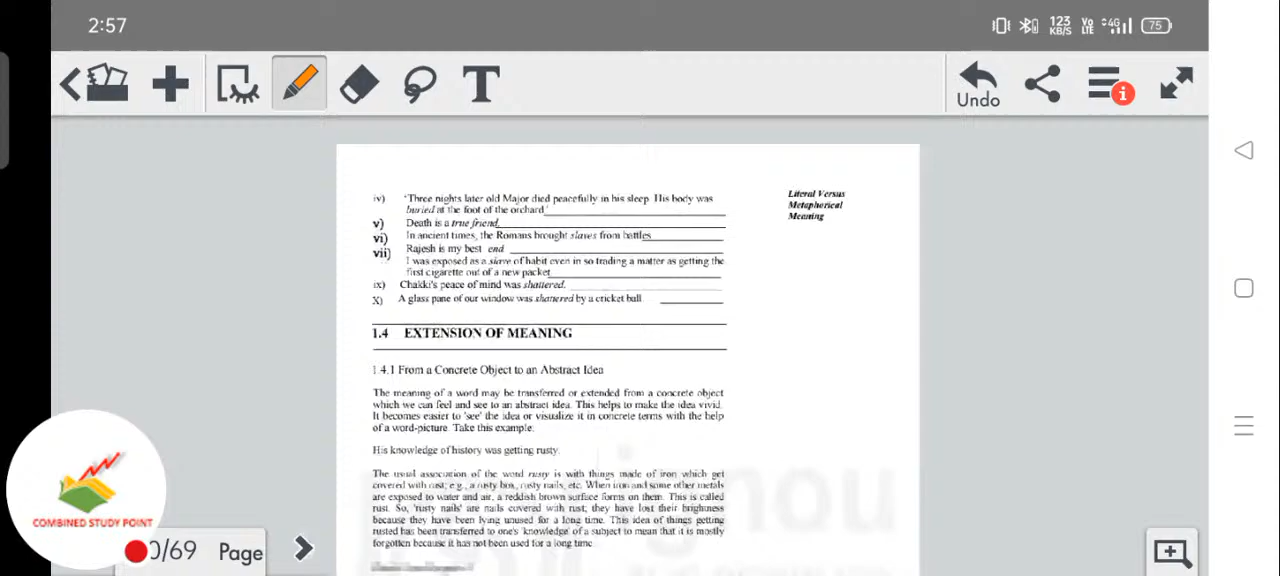 2:57
123
KB/S
Vo
LTE
4G
75
Undo
iv) 'Three nights later old Major died peacefully in his sleep. His body was
buried at the foot of the orchard.'
v) Death is a true friend.
vi) In ancient times, the Romans brought slaves from battles
vii) Rajesh is my best end
I was exposed as a slave of habit even in so trading a matter as getting the
first cigarette out of a new packet
ix) Chakki's peace of mind was shattered.
X) A glass pane of our window was shattered by a cricket ball.
Literal Versus
Metaphorical
Meaning
1.4 EXTENSION OF MEANING
1.4.1 From a Concrete Object to an Abstract Idea
The meaning of a word may be transferred or extended from a concrete object
which we can feel and see to an abstract idea. This helps to make the idea vivid.
It becomes easier to 'see' the idea or visualize it in concrete terms with the help
of a word-picture. Take this example:
His knowledge of history was getting rusty.
The usual association of the word rusty is with things made of iron which get
covered with rust; e.g., a rusty box, rusty nails, etc. When iron and some other metals
are exposed to water and air, a reddish brown surface forms on them. This is called
rust. So, 'rusty nails' are nails covered with rust; they have lost their brightness
because they have been lying unused for a long time. This idea of things getting
rusted has been transferred to one's 'knowledge' of a subject to mean that it is mostly
forgotten because it has not been used for a long time.
ignou
COMBINED STUDY POINT
0/69 Page